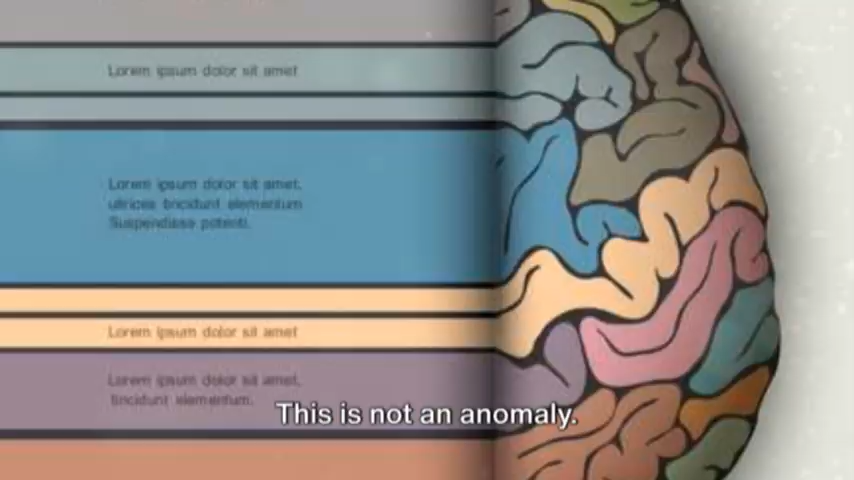 Lorem ipsum dolor sit amet
Lorem ipsum dolor sit amet,
ultrices tincidunt elementum
Suspendisse potenti.
Lorem ipsum dolor sit amet
Lorem ipsum dolor sit amet,
tincidunt elementum.
This is not an anomaly.